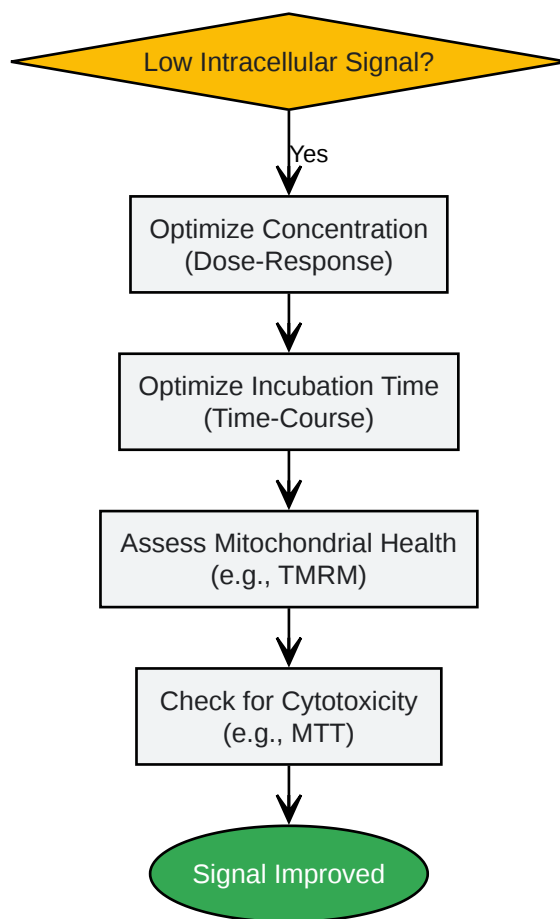 Low Intracellular Signal?
Yes
Optimize Concentration
(Dose-Response)
Optimize Incubation Time
(Time-Course)
Assess Mitochondrial Health
(e.g., TMRM)
Check for Cytotoxicity
(e.g., MTT)
Signal Improved